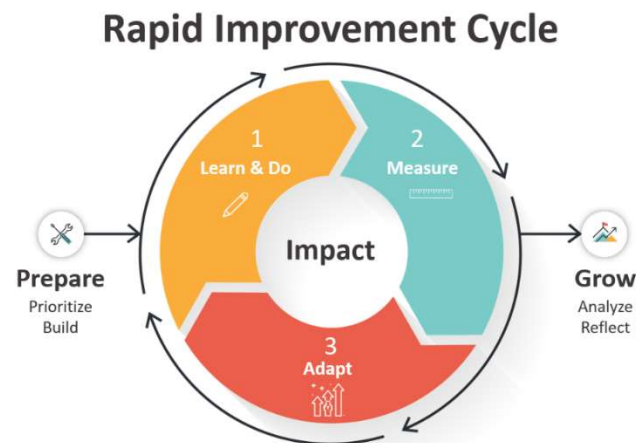 Rapid Improvement Cycle
1
Learn & Do
2
Measure
Impact
Prepare
Prioritize
Build
Grow
Analyze
Reflect
3
Adapt